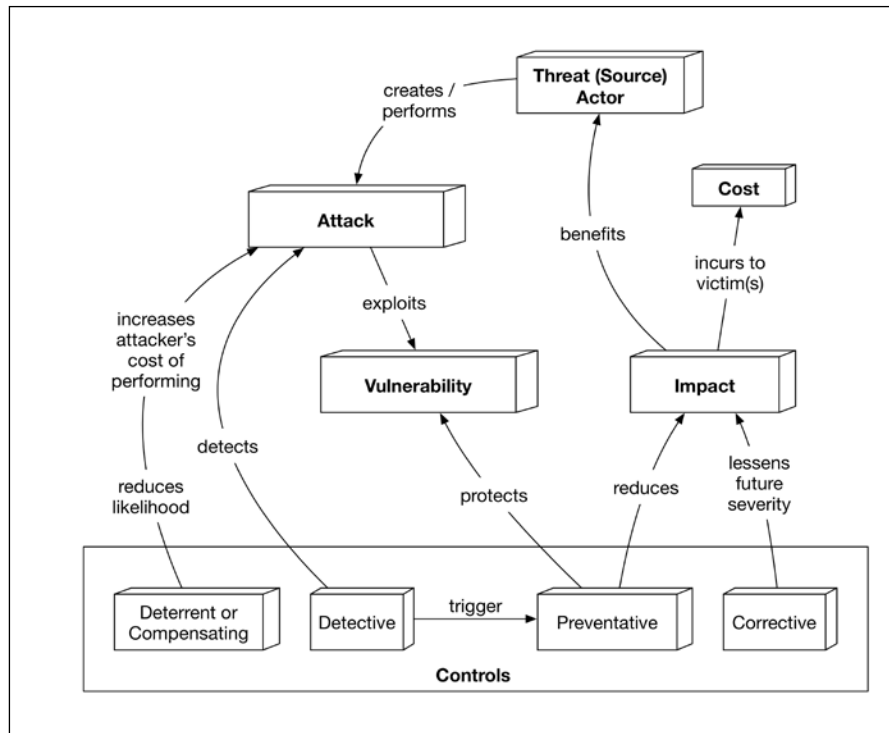 Threat (Source)
Actor
creates /
performs
Cost
Attack
benefits
incurs to
victim(s)
exploits
increases
attacker's
cost of
performing
Vulnerability
Impact
detects
lessens
future
severity
reduces
likelihood
protects
reduces
Deterrent or
Compensating
Detective
trigger
Preventative
Corrective
Controls